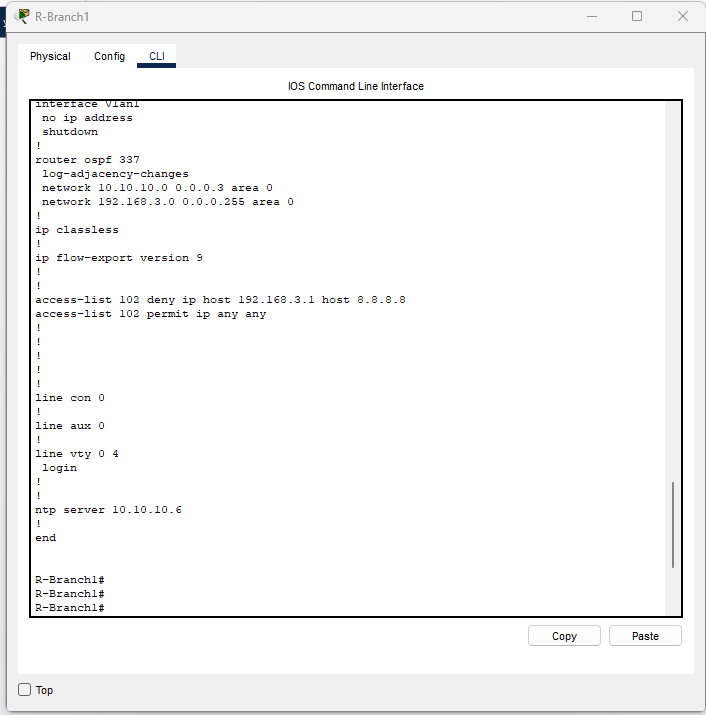 R-Branch1
Physical Config CLI
IOS Command Line Interface
interface Vlan1
 no ip address
 shutdown
!
router ospf 337
 log-adjacency-changes
 network 10.10.10.0 0.0.0.3 area 0
 network 192.168.3.0 0.0.0.255 area 0
!
ip classless
!
ip flow-export version 9
!
!
access-list 102 deny ip host 192.168.3.1 host 8.8.8.8
access-list 102 permit ip any any
!
!
!
!
!
line con 0
!
line aux 0
!
line vty 0 4
 login
!
!
ntp server 10.10.10.6
!
end
R-Branch1#
R-Branch1#
R-Branch1#
Copy Paste
Top